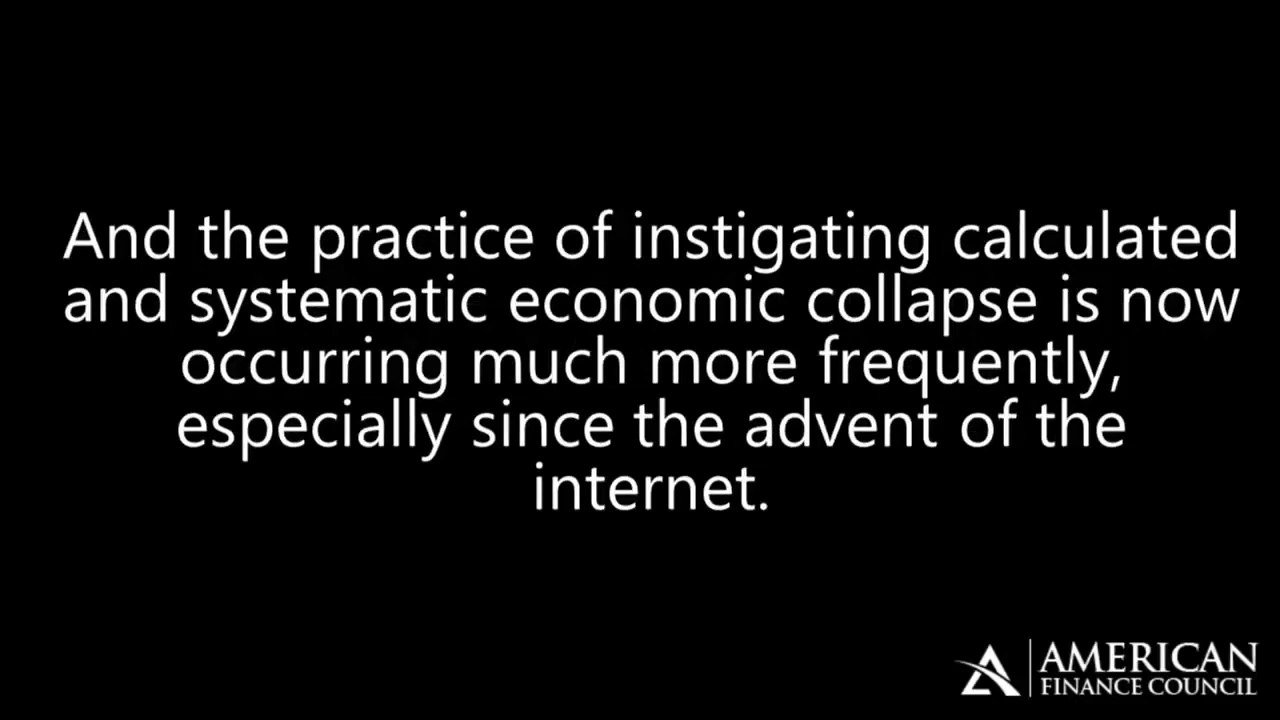 And the practice of instigating calculated
and systematic economic collapse is now
occurring much more frequently,
especially since the advent of the
internet.
AMERICAN
FINANCE COUNCIL